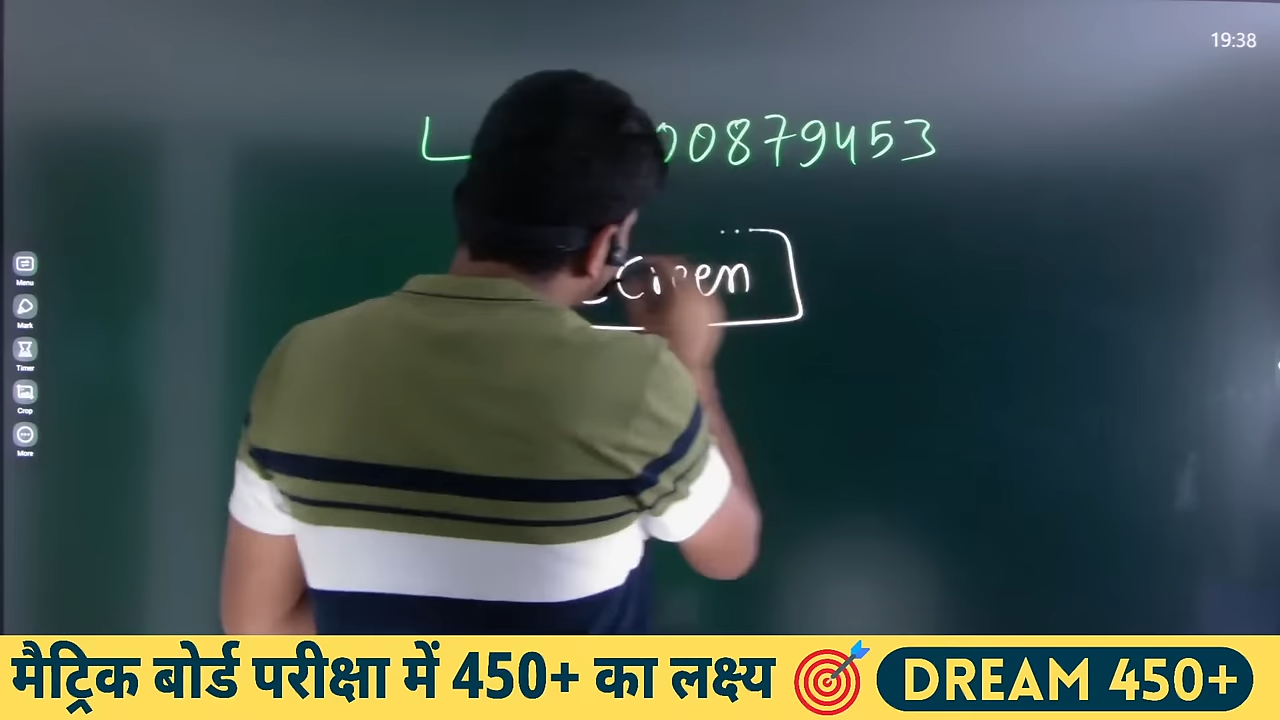 19:38
L 00879453
Menu
Mark
Timer
Crop
More
मैट्रिक बोर्ड परीक्षा में 450+ का लक्ष्य DREAM 450+